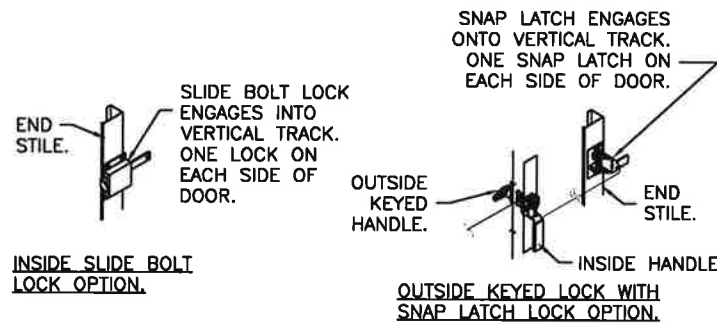 SLIDE BOLT LOCK
ENGAGES INTO
VERTICAL TRACK.
ONE LOCK ON
EACH SIDE OF
DOOR.
END
STILE.
INSIDE SLIDE BOLT
LOCK OPTION.
SNAP LATCH ENGAGES
ONTO VERTICAL TRACK.
ONE SNAP LATCH ON
EACH SIDE OF DOOR.
OUTSIDE
KEYED
HANDLE.
END
STILE.
INSIDE HANDLE
OUTSIDE KEYED LOCK WITH
SNAP LATCH LOCK OPTION.